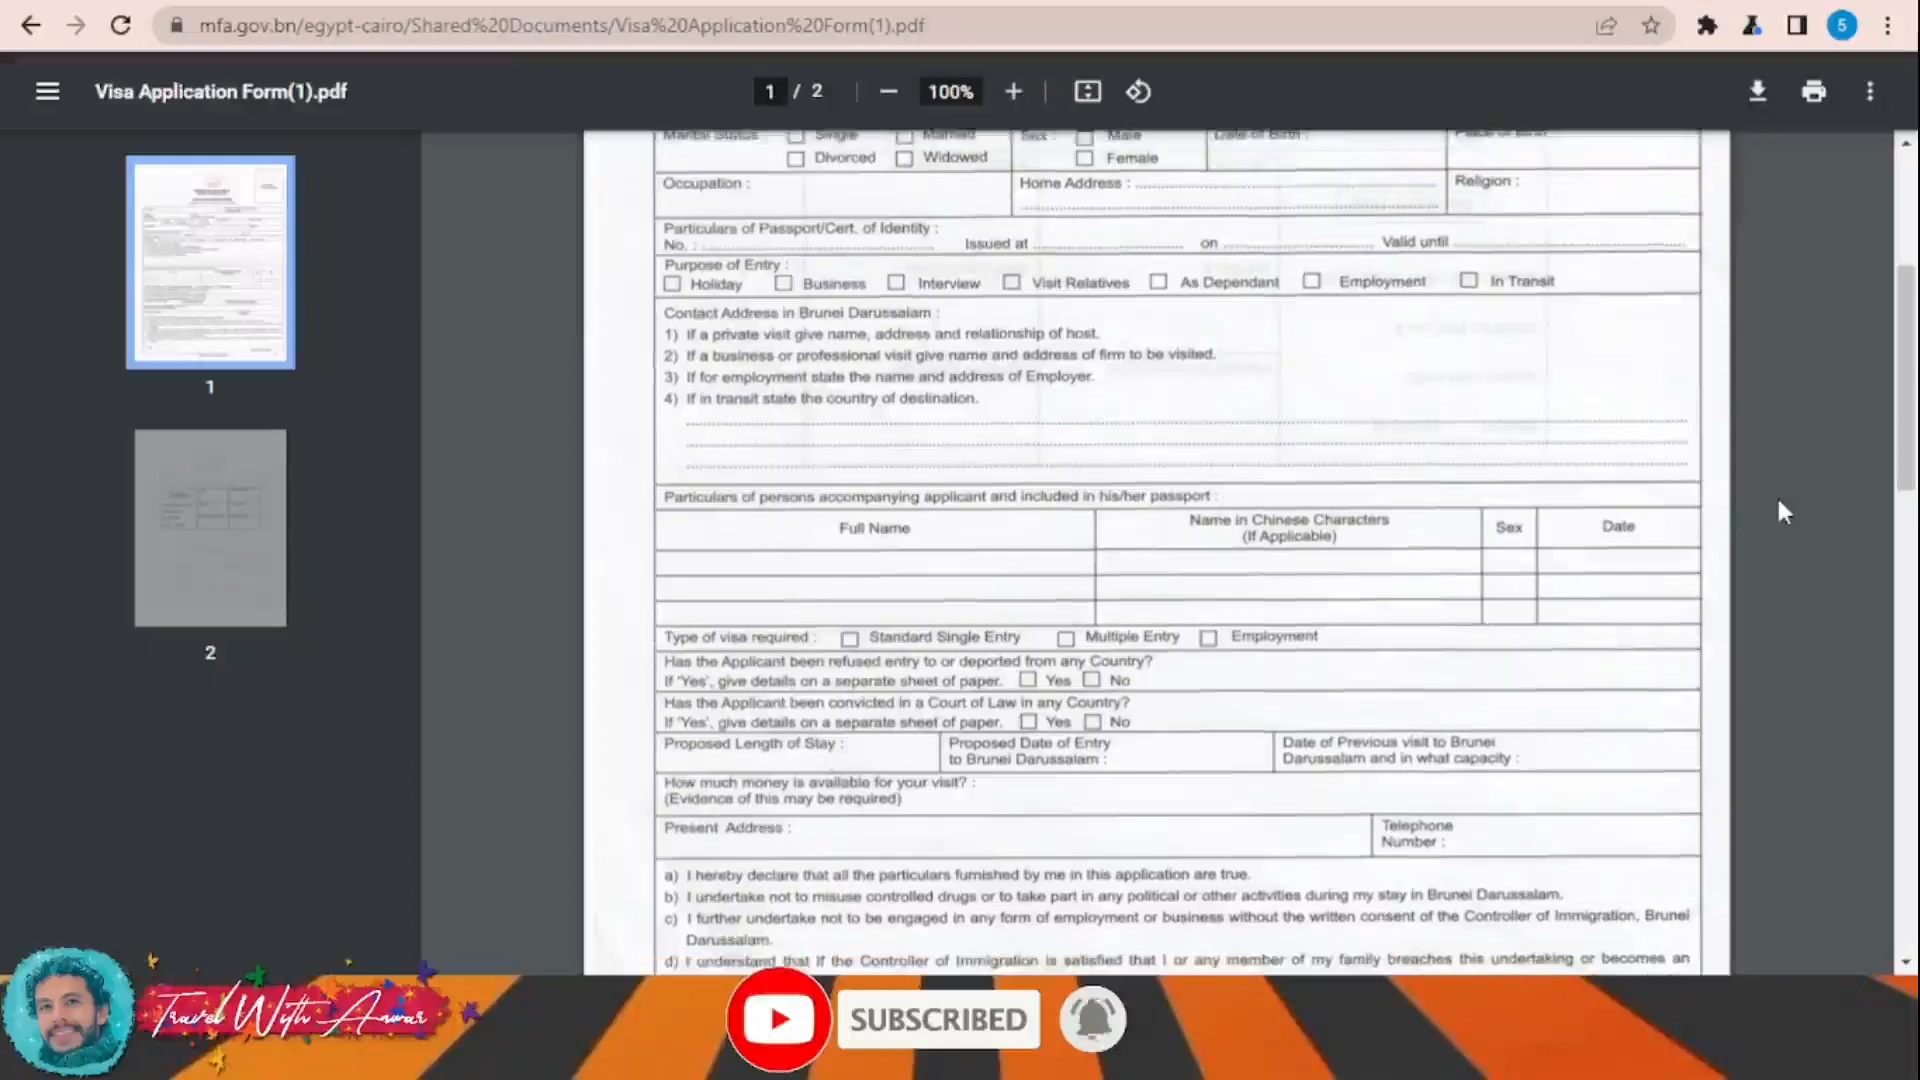 mfa.gov.bn/egypt-cairo/Shared%20Documents/Visa%20Application%20Form(1).pdf
5
Visa Application Form(1).pdf
1 / 2
100%
Marital Status : Single Married Sex : Male Date of Birth : Place of Birth
Divorced Widowed Female
Occupation : Home Address : Religion :
Particulars of Passport/Cert. of Identity :
No. : Issued at on Valid until
Purpose of Entry :
Holiday Business Interview Visit Relatives As Dependant Employment In Transit
Contact Address in Brunei Darussalam :
1) If a private visit give name, address and relationship of host.
2) If a business or professional visit give name and address of firm to be visited.
3) If for employment state the name and address of Employer.
4) If in transit state the country of destination.
Particulars of persons accompanying applicant and included in his/her passport :
Full Name Name in Chinese Characters (If Applicable) Sex Date
Type of visa required : Standard Single Entry Multiple Entry Employment
Has the Applicant been refused entry to or deported from any Country?
If 'Yes', give details on a separate sheet of paper. Yes No
Has the Applicant been convicted in a Court of Law in any Country?
If 'Yes', give details on a separate sheet of paper. Yes No
Proposed Length of Stay : Proposed Date of Entry to Brunei Darussalam : Date of Previous visit to Brunei Darussalam and in what capacity :
How much money is available for your visit? :
(Evidence of this may be required)
Present Address : Telephone Number :
a) I hereby declare that all the particulars furnished by me in this application are true.
b) I undertake not to misuse controlled drugs or to take part in any political or other activities during my stay in Brunei Darussalam.
c) I further undertake not to be engaged in any form of employment or business without the written consent of the Controller of Immigration, Brunei
Darussalam.
d) I understand that if the Controller of Immigration is satisfied that I or any member of my family breaches this undertaking or becomes an
1
2
Travel With Anwar
SUBSCRIBED